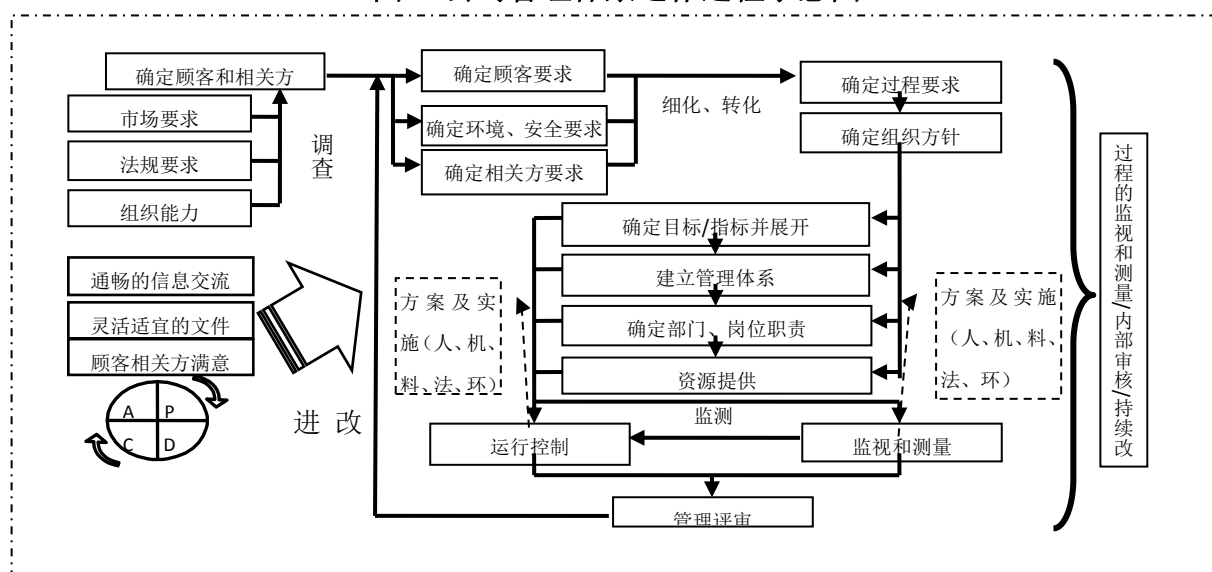 确定顾客和相关方
市场要求
法规要求
组织能力
调查
确定顾客要求
确定环境、安全要求
确定相关方要求
细化、转化
确定过程要求
确定组织方针
通畅的信息交流
灵活适宜的文件
顾客相关方满意
A P
C D
进 改
方案及实
施（人、机、
料、法、环）
确定目标/指标并展开
建立管理体系
确定部门、岗位职责
资源提供
监测
运行控制
监视和测量
管理评审
方案及实施
（人、机、料、
法、环）
过程的监视和测量/内部审核/持续改